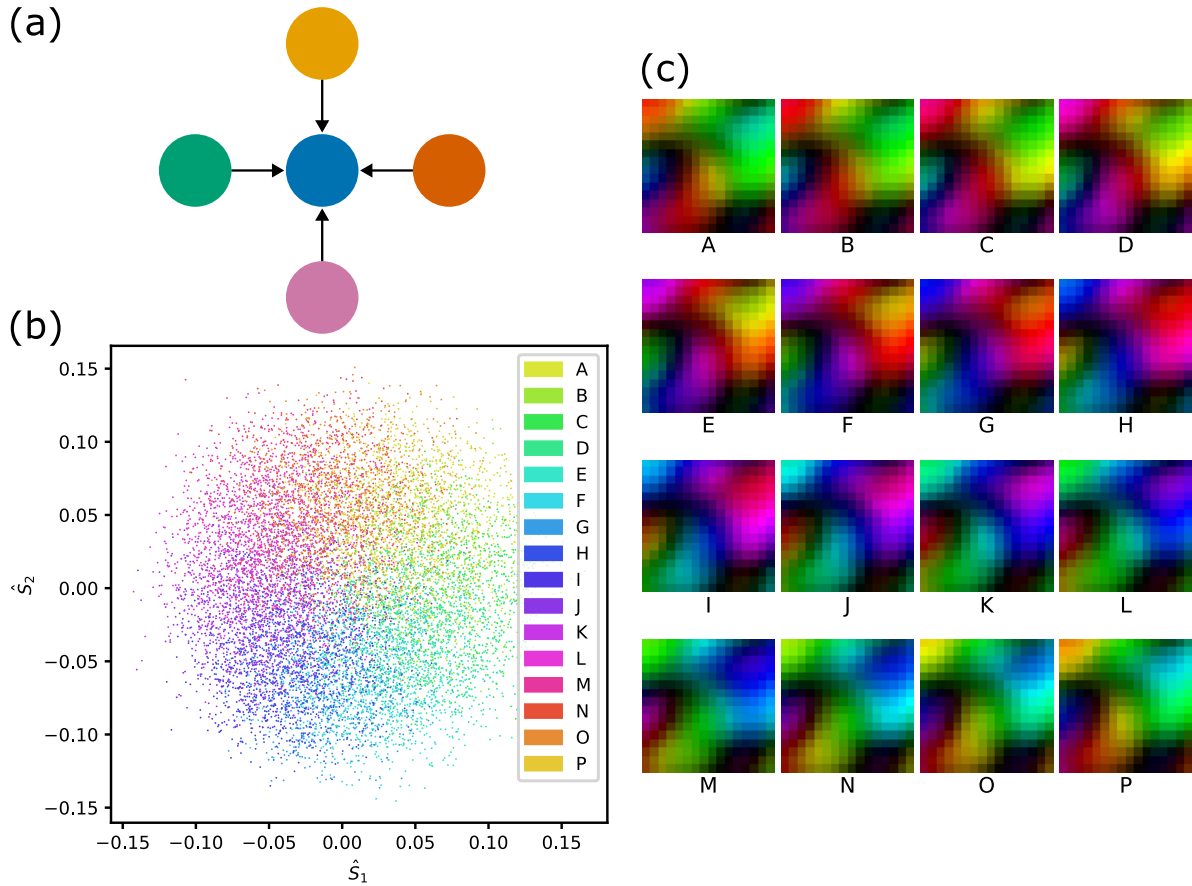 (a)
(b)
0.15
0.10
0.05
0.00
−0.05
−0.10
−0.15
ŝ₂
−0.15 −0.10 −0.05 0.00 0.05 0.10 0.15
ŝ₁
A
B
C
D
E
F
G
H
I
J
K
L
M
N
O
P
(c)
A B C D
E F G H
I J K L
M N O P